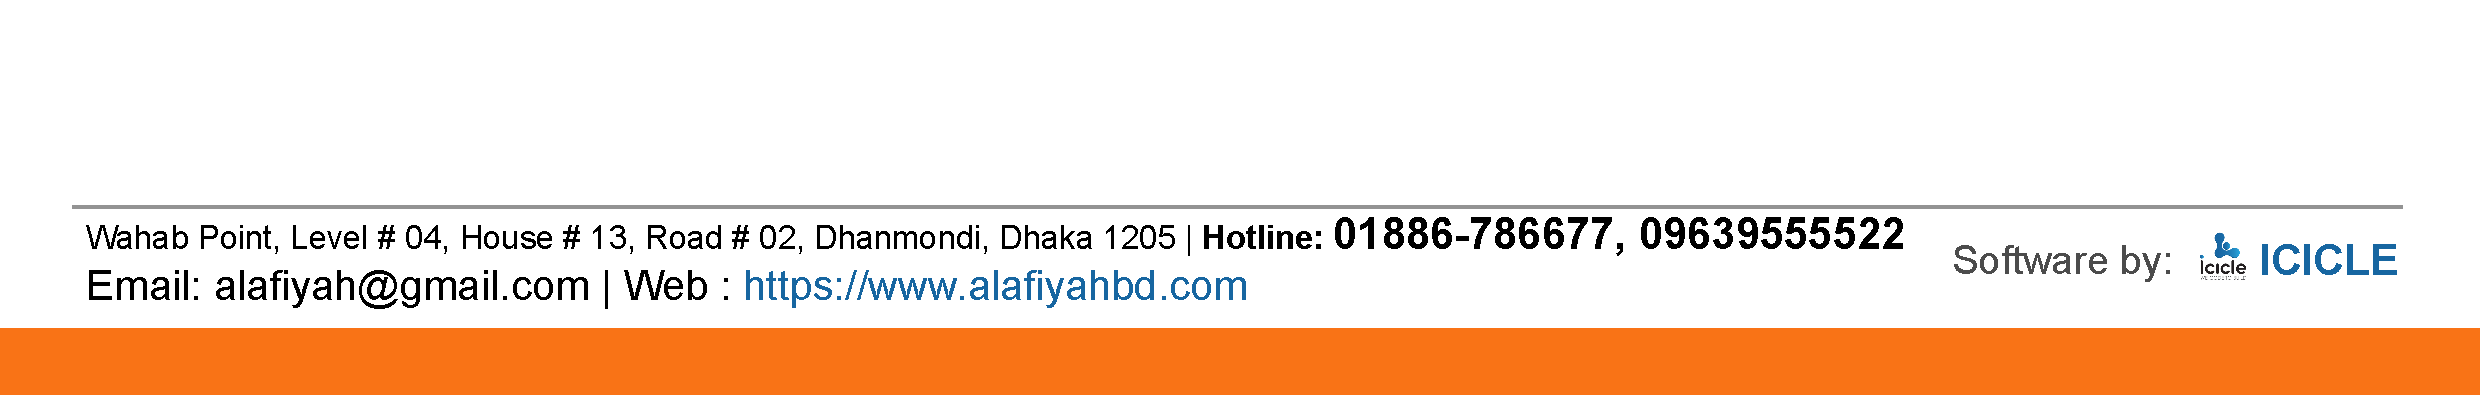 Wahab Point, Level # 04, House # 13, Road # 02, Dhanmondi, Dhaka 1205 | Hotline: 01886-786677, 09639555522
Email: alafiyah@gmail.com | Web : https://www.alafiyahbd.com
Software by: icicle ICICLE